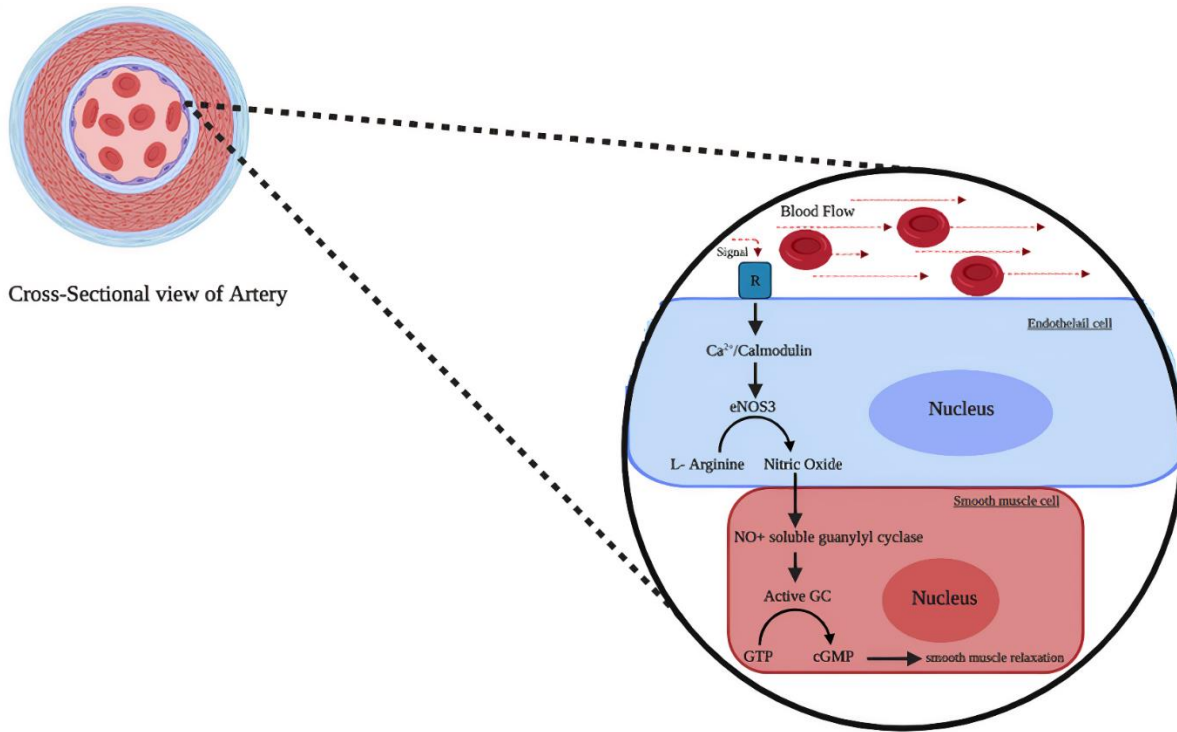 Cross-Sectional view of Artery
Blood Flow
Signal
R
Endothelail cell
Ca²⁺/Calmodulin
eNOS3
Nucleus
L- Arginine
Nitric Oxide
Smooth muscle cell
NO+ soluble guanylyl cyclase
Active GC
Nucleus
GTP
cGMP
smooth muscle relaxation